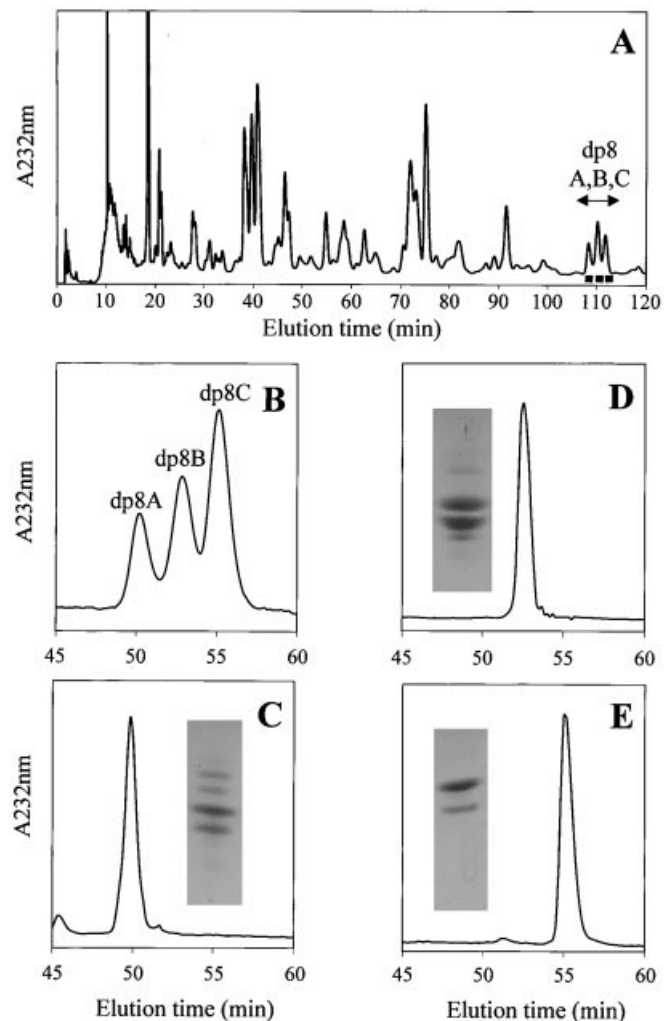 A
A232nm
dp8
A,B,C
0 10 20 30 40 50 60 70 80 90 100 110 120
Elution time (min)
B
dp8A
dp8B
dp8C
A232nm
45 50 55 60
D
45 50 55 60
C
A232nm
45 50 55 60
Elution time (min)
E
45 50 55 60
Elution time (min)